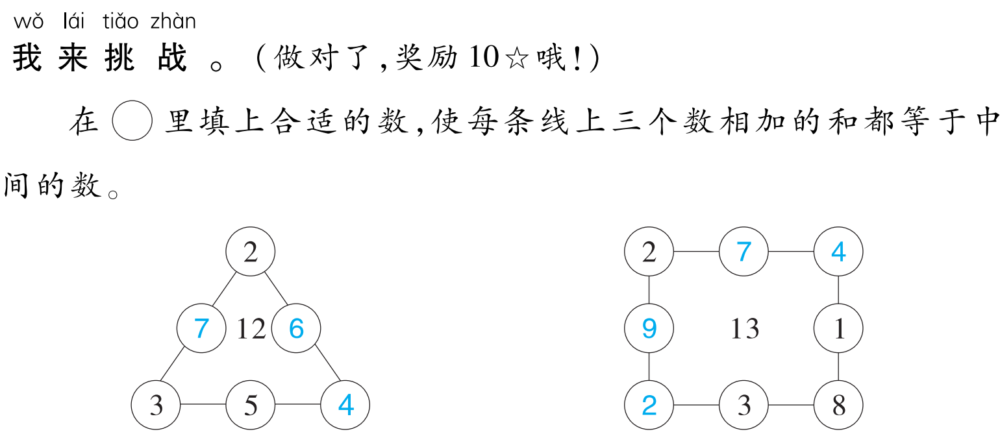 wǒ lái tiǎo zhàn
我来挑战。(做对了,奖励10☆哦!)
在○里填上合适的数,使每条线上三个数相加的和都等于中
间的数。
2 2 7 4
7 12 6 9 13 1
3 5 4 2 3 8